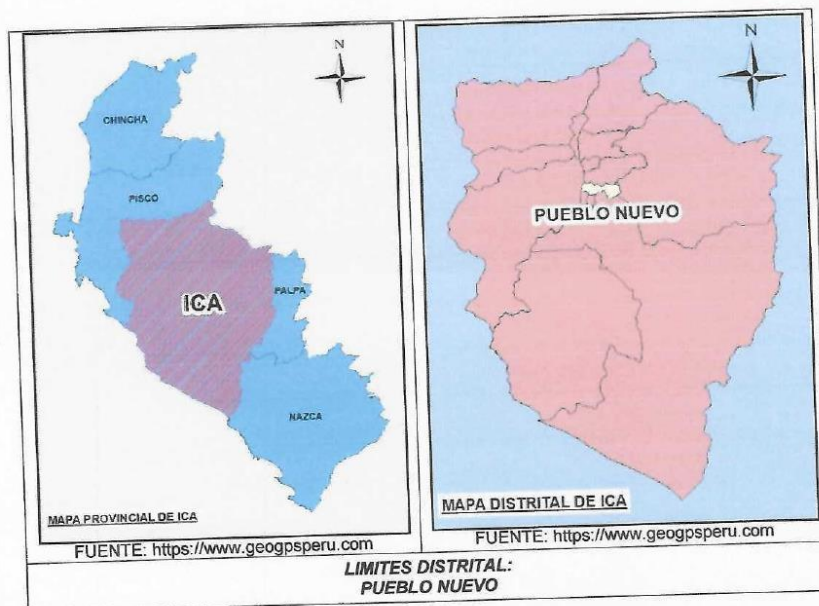 N
CHINCHA
PISCO
ICA
PALPA
NAZCA
MAPA PROVINCIAL DE ICA
FUENTE: https://www.geogpsperu.com
N
PUEBLO NUEVO
MAPA DISTRITAL DE ICA
FUENTE: https://www.geogpsperu.com
LIMITES DISTRITAL:
PUEBLO NUEVO